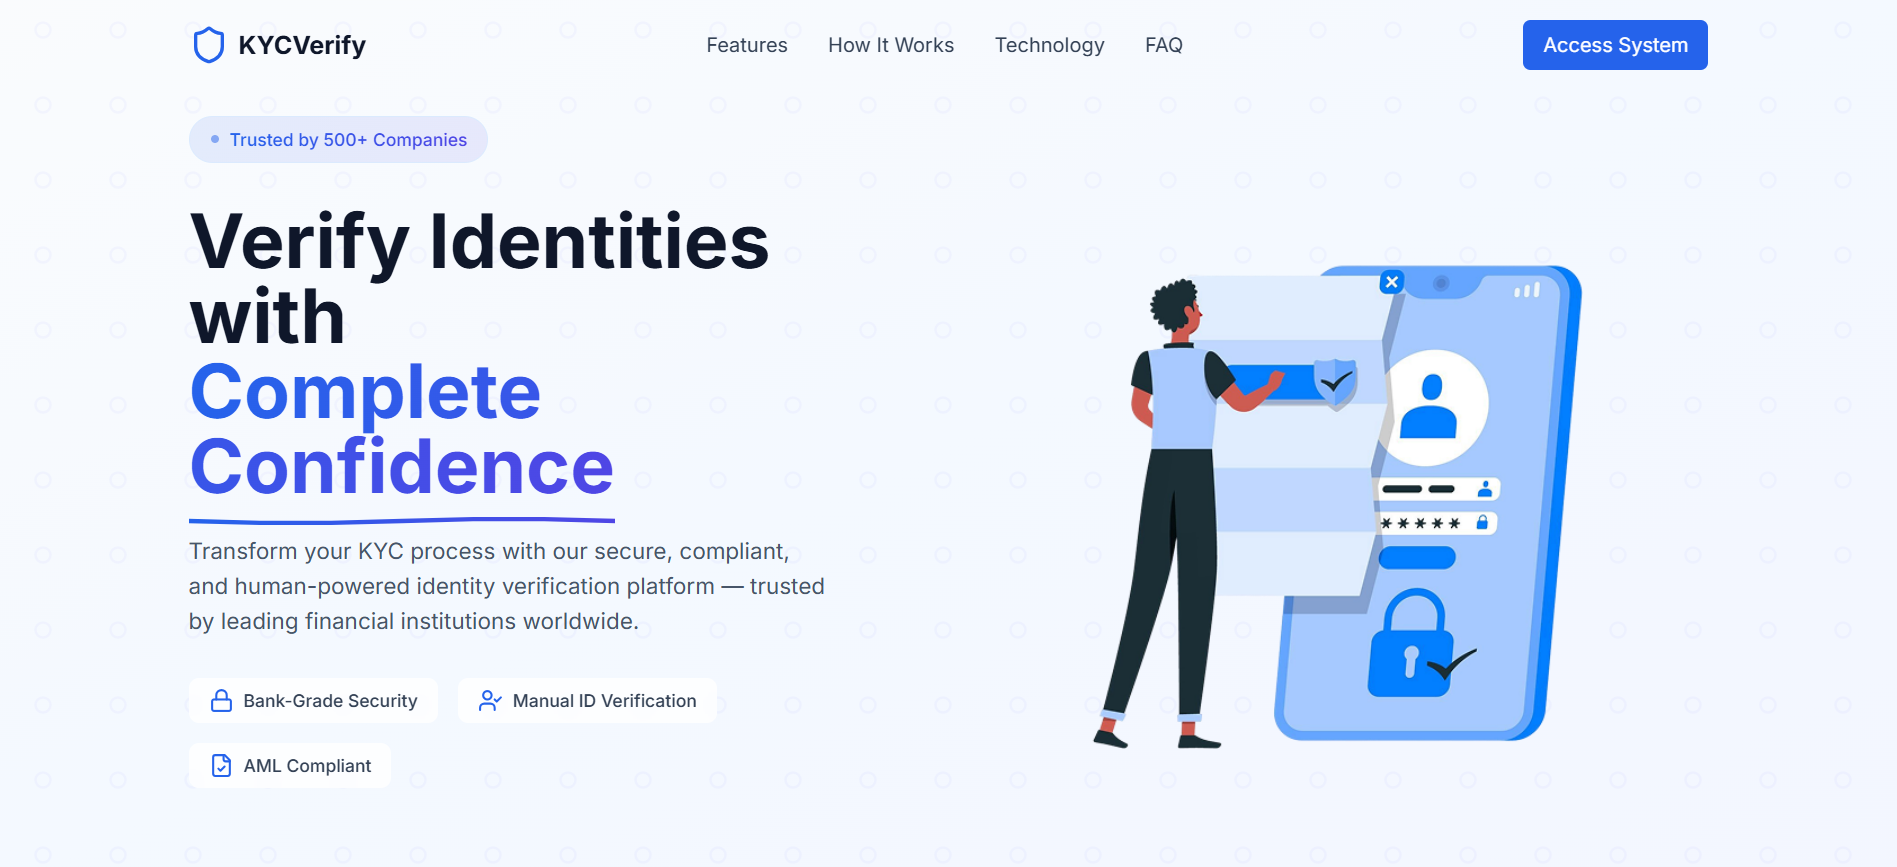 KYCVerify
Features
How It Works
Technology
FAQ
Access System
Trusted by 500+ Companies
Verify Identities
with
Complete
Confidence
Transform your KYC process with our secure, compliant,
and human-powered identity verification platform — trusted
by leading financial institutions worldwide.
Bank-Grade Security
Manual ID Verification
AML Compliant